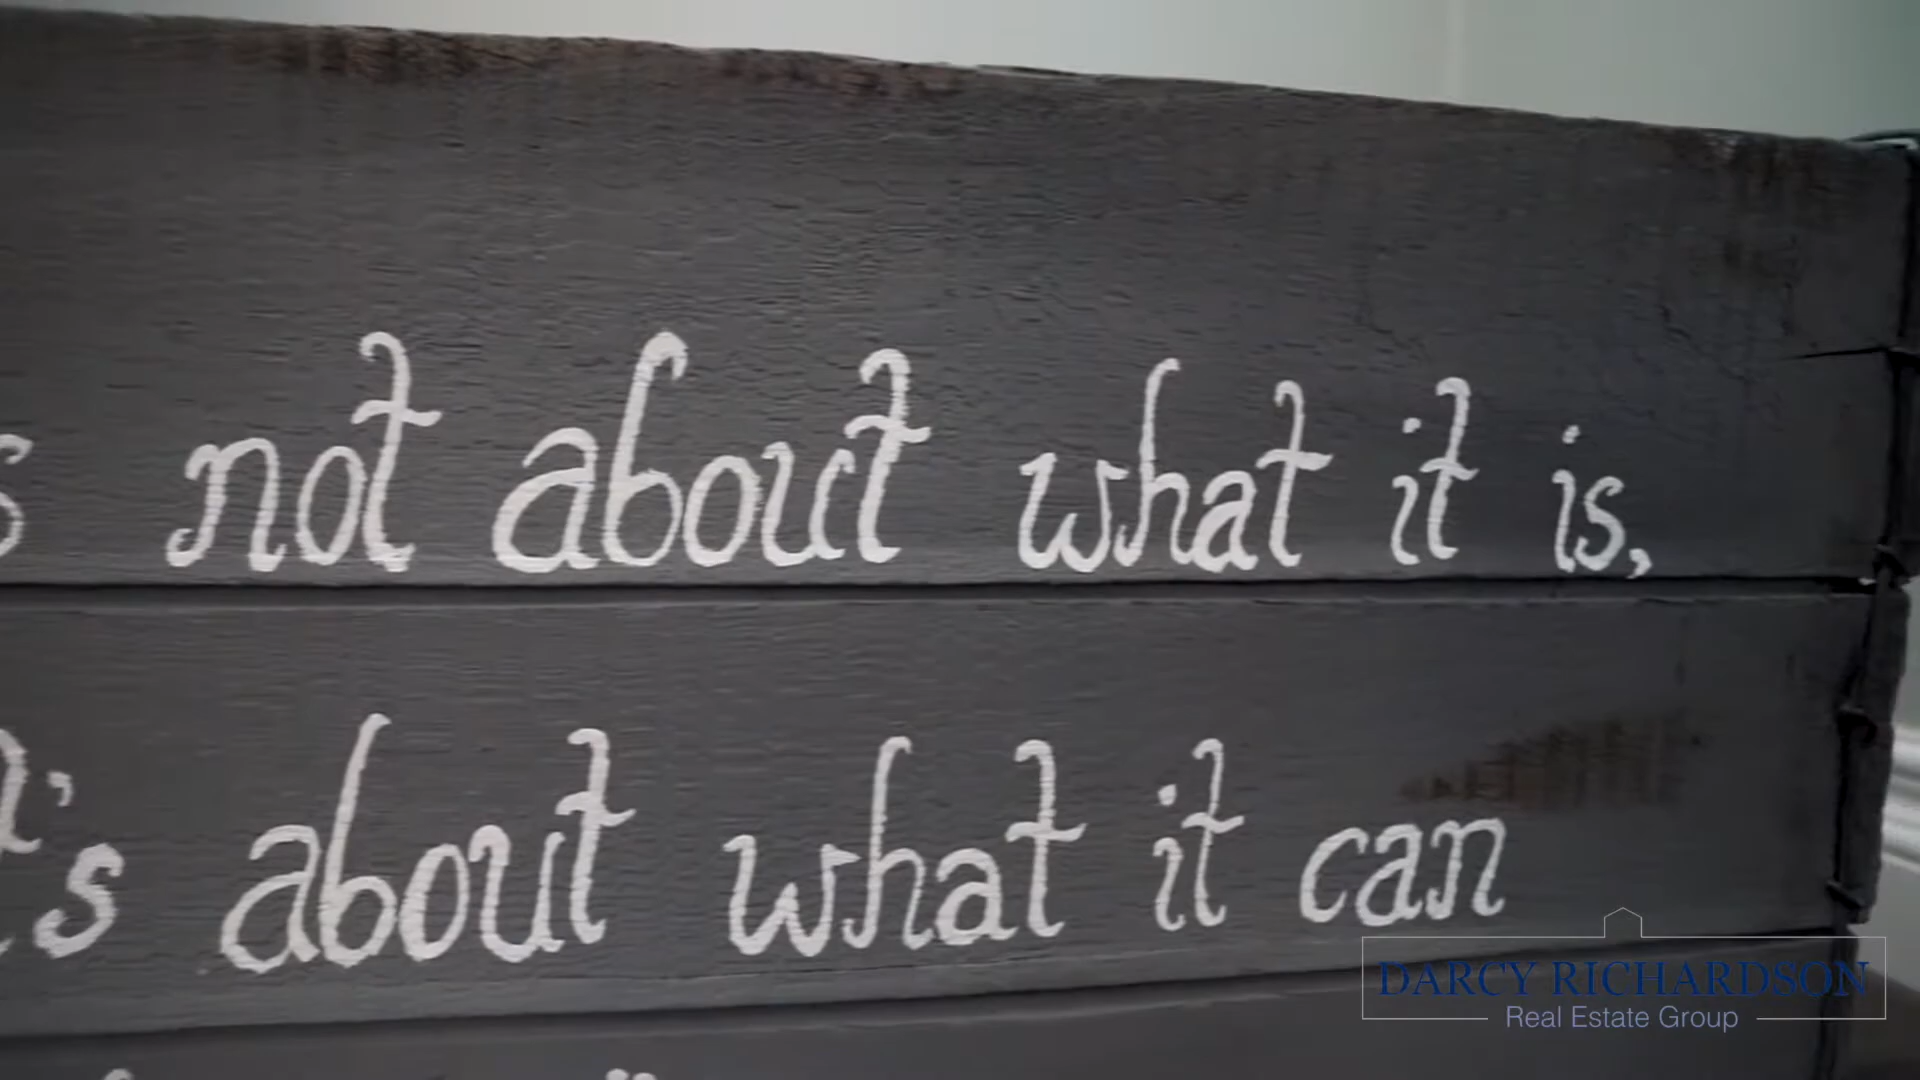 s not about what it is,
t's about what it can
DARCY RICHARDSON
Real Estate Group